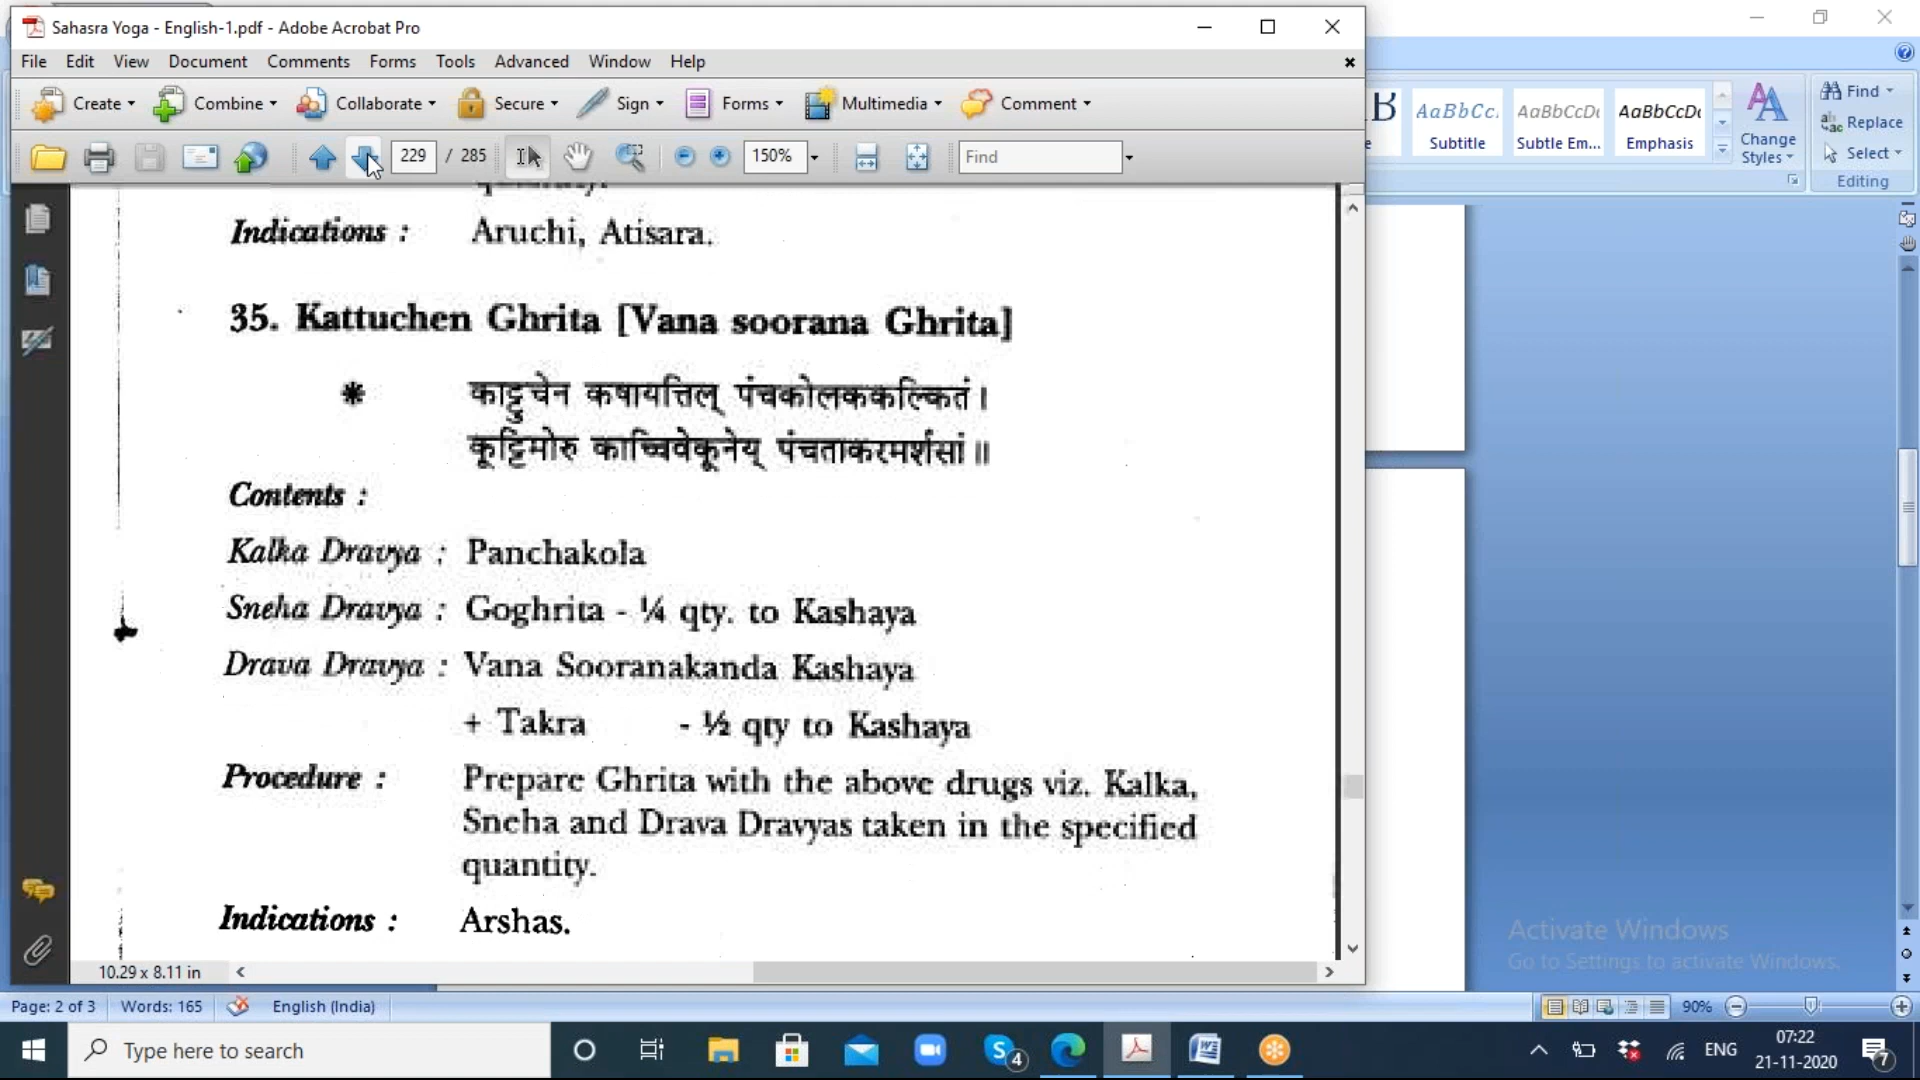 Sahasra Yoga - English-1.pdf - Adobe Acrobat Pro
File Edit View Document Comments Forms Tools Advanced Window Help
Create Combine Collaborate Secure Sign Forms Multimedia Comment
229 / 285 150% Find
Indications : Aruchi, Atisara.
35. Kattuchen Ghrita [Vana soorana Ghrita]
* काट्टुचेन कषायत्तिल् पंचकोलककल्कितं।
कूट्टिमोरु काच्चिवेकूनेय् पंचताकरमर्शसां॥
Contents :
Kalka Dravya : Panchakola
Sneha Dravya : Goghrita - ¼ qty. to Kashaya
Drava Dravya : Vana Sooranakanda Kashaya
+ Takra - ½ qty to Kashaya
Procedure : Prepare Ghrita with the above drugs viz. Kalka,
Sneha and Drava Dravyas taken in the specified
quantity.
Indications : Arshas.
10.29 x 8.11 in
AaBbCc. AaBbCcDc AaBbCcDc
Subtitle Subtle Em... Emphasis
Change
Styles
Find
Replace
Select
Editing
Activate Windows
Go to Settings to activate Windows.
Page: 2 of 3 Words: 165 English (India) 90%
Type here to search
4
ENG
07:22
21-11-2020
7